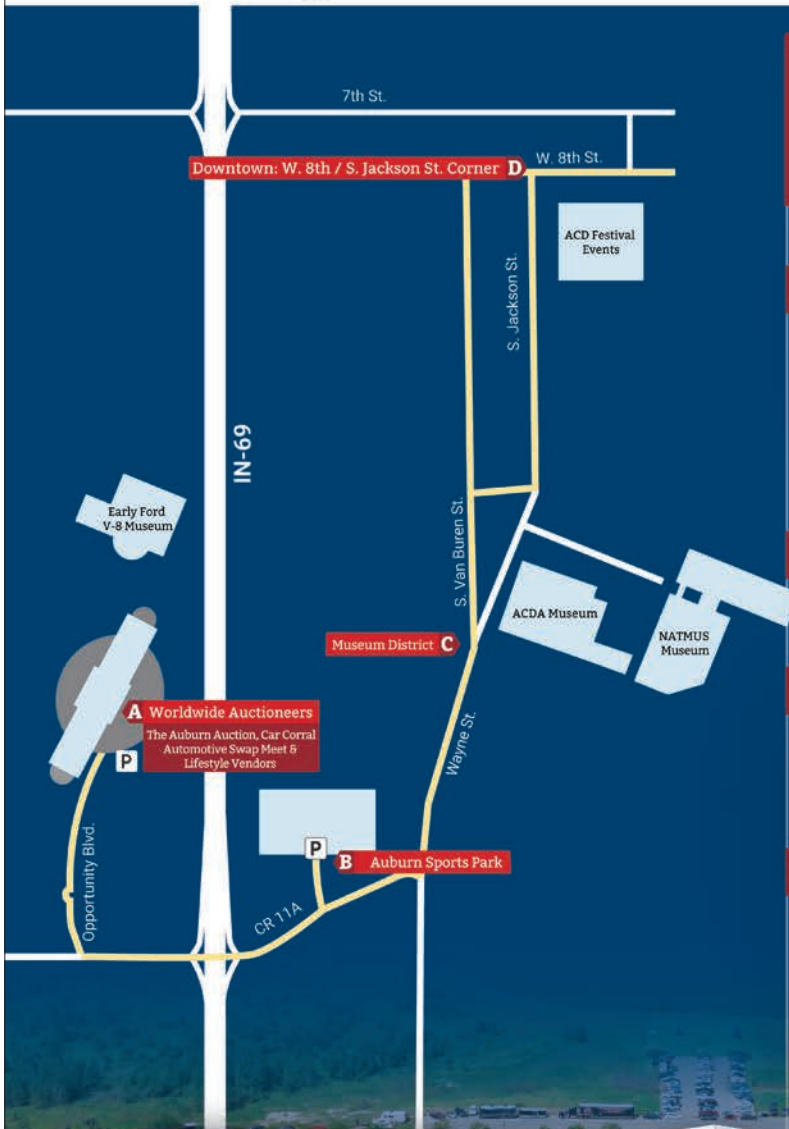 7th St.
Downtown: W. 8th / S. Jackson St. Corner D
W. 8th St.
ACD Festival
Events
S. Jackson St.
IN-69
Early Ford
V-8 Museum
S. Van Buren St.
ACDA Museum
NATMUS
Museum
Museum District C
A Worldwide Auctioneers
The Auburn Auction, Car Corral
Automotive Swap Meet &
Lifestyle Vendors
P
Wayne St.
P
B Auburn Sports Park
Opportunity Blvd.
CR 11A